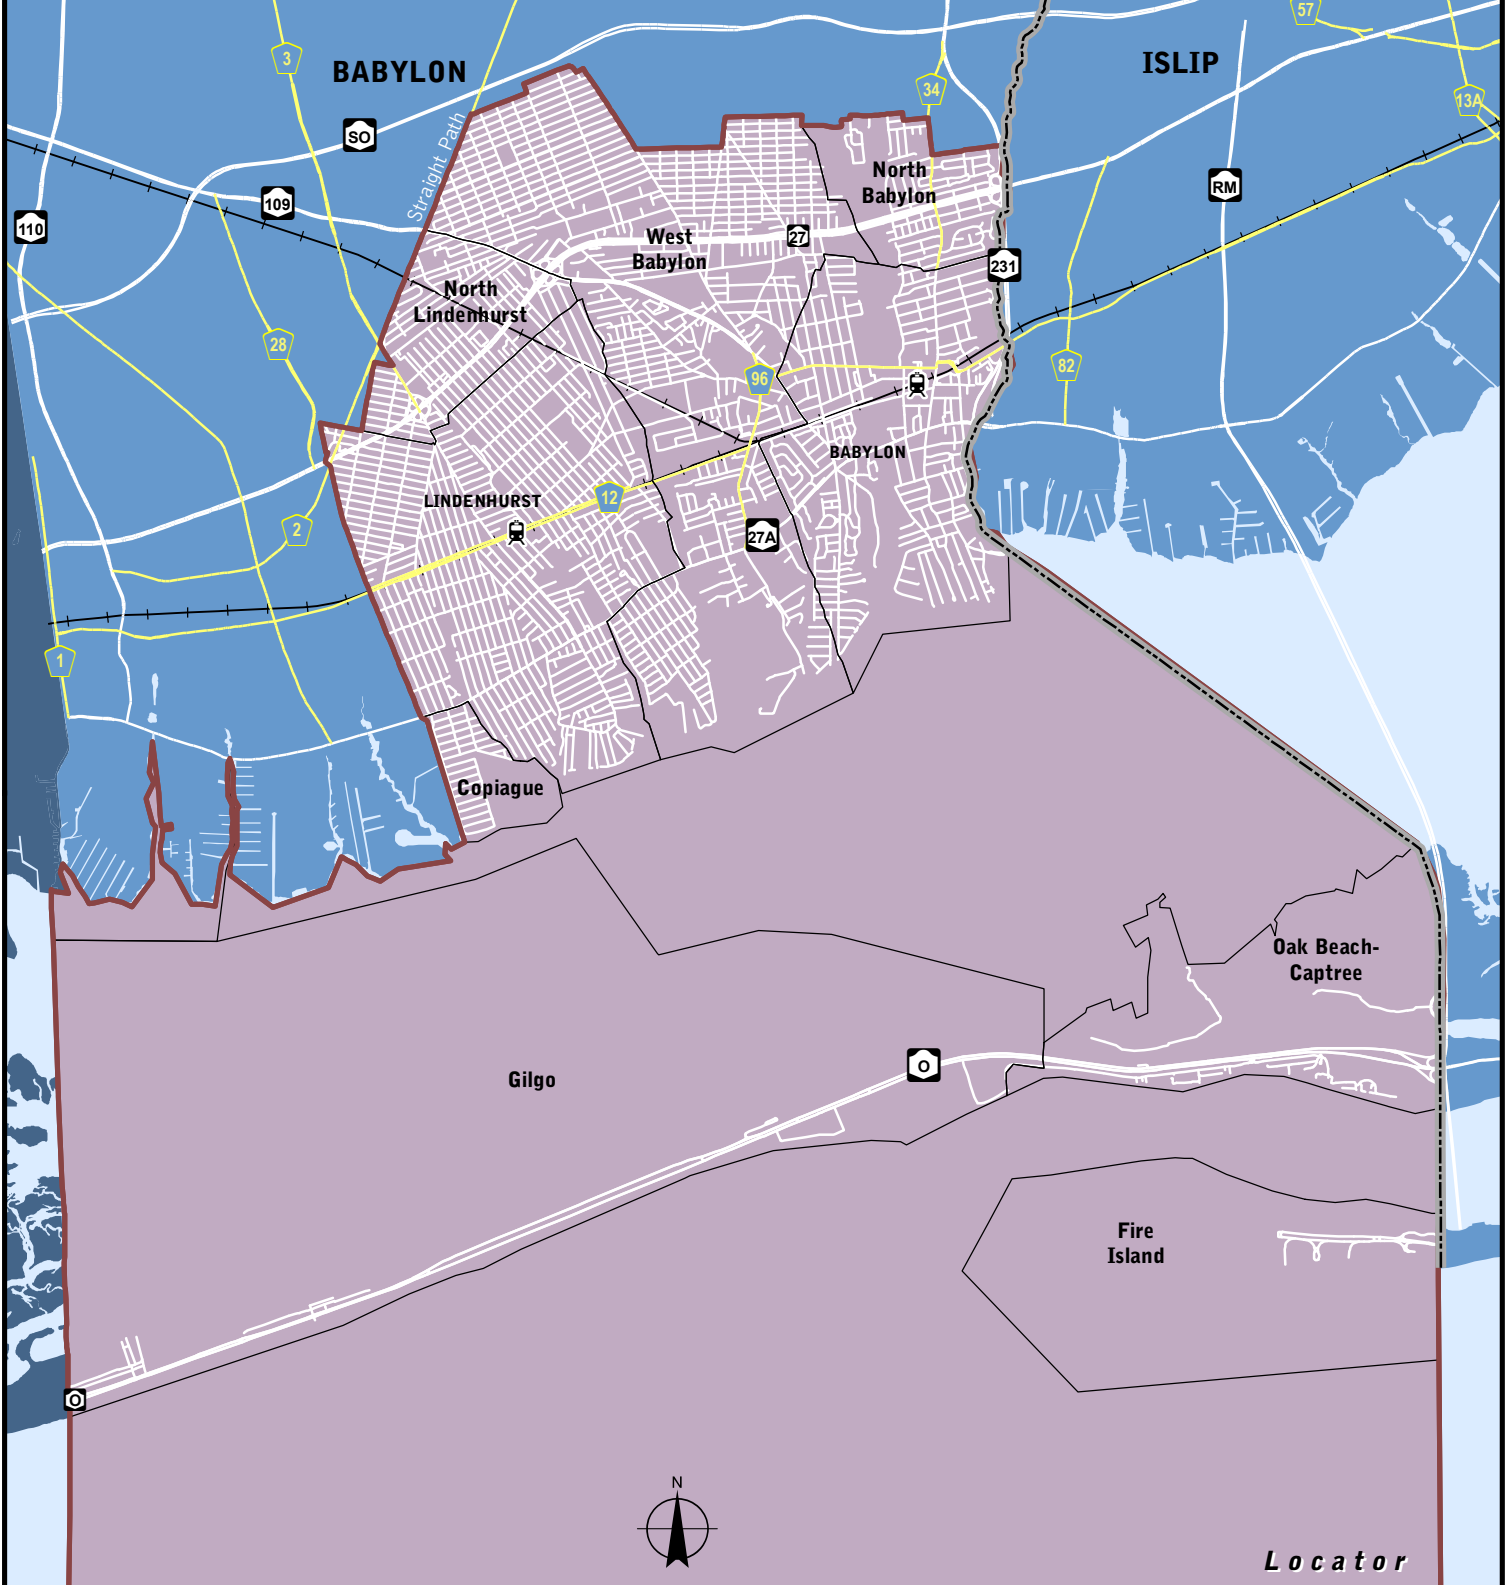 57
BABYLON
ISLIP
3
34
13A
SO
Straight Path
North
Babylon
RM
109
110
West
Babylon
27
231
North
Lindenhurst
28
82
96
BABYLON
LINDENHURST
12
2
27A
1
Copiague
Oak Beach-
Captree
O
Gilgo
Fire
Island
O
N
Locator